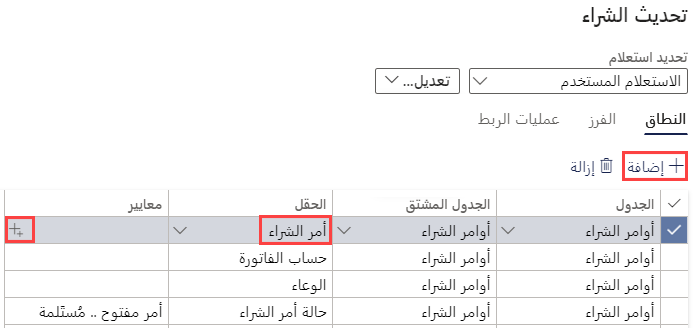 تحديث الشراء
تحديد استعلام
الاستعلام المستخدم تعديل...
النطاق الفرز عمليات الربط
إضافة إزالة
الجدول الجدول المشتق الحقل معايير
أوامر الشراء أوامر الشراء أمر الشراء
أوامر الشراء أوامر الشراء حساب الفاتورة
أوامر الشراء أوامر الشراء الوعاء
أوامر الشراء أوامر الشراء حالة أمر الشراء أمر مفتوح .. مُستَلمة